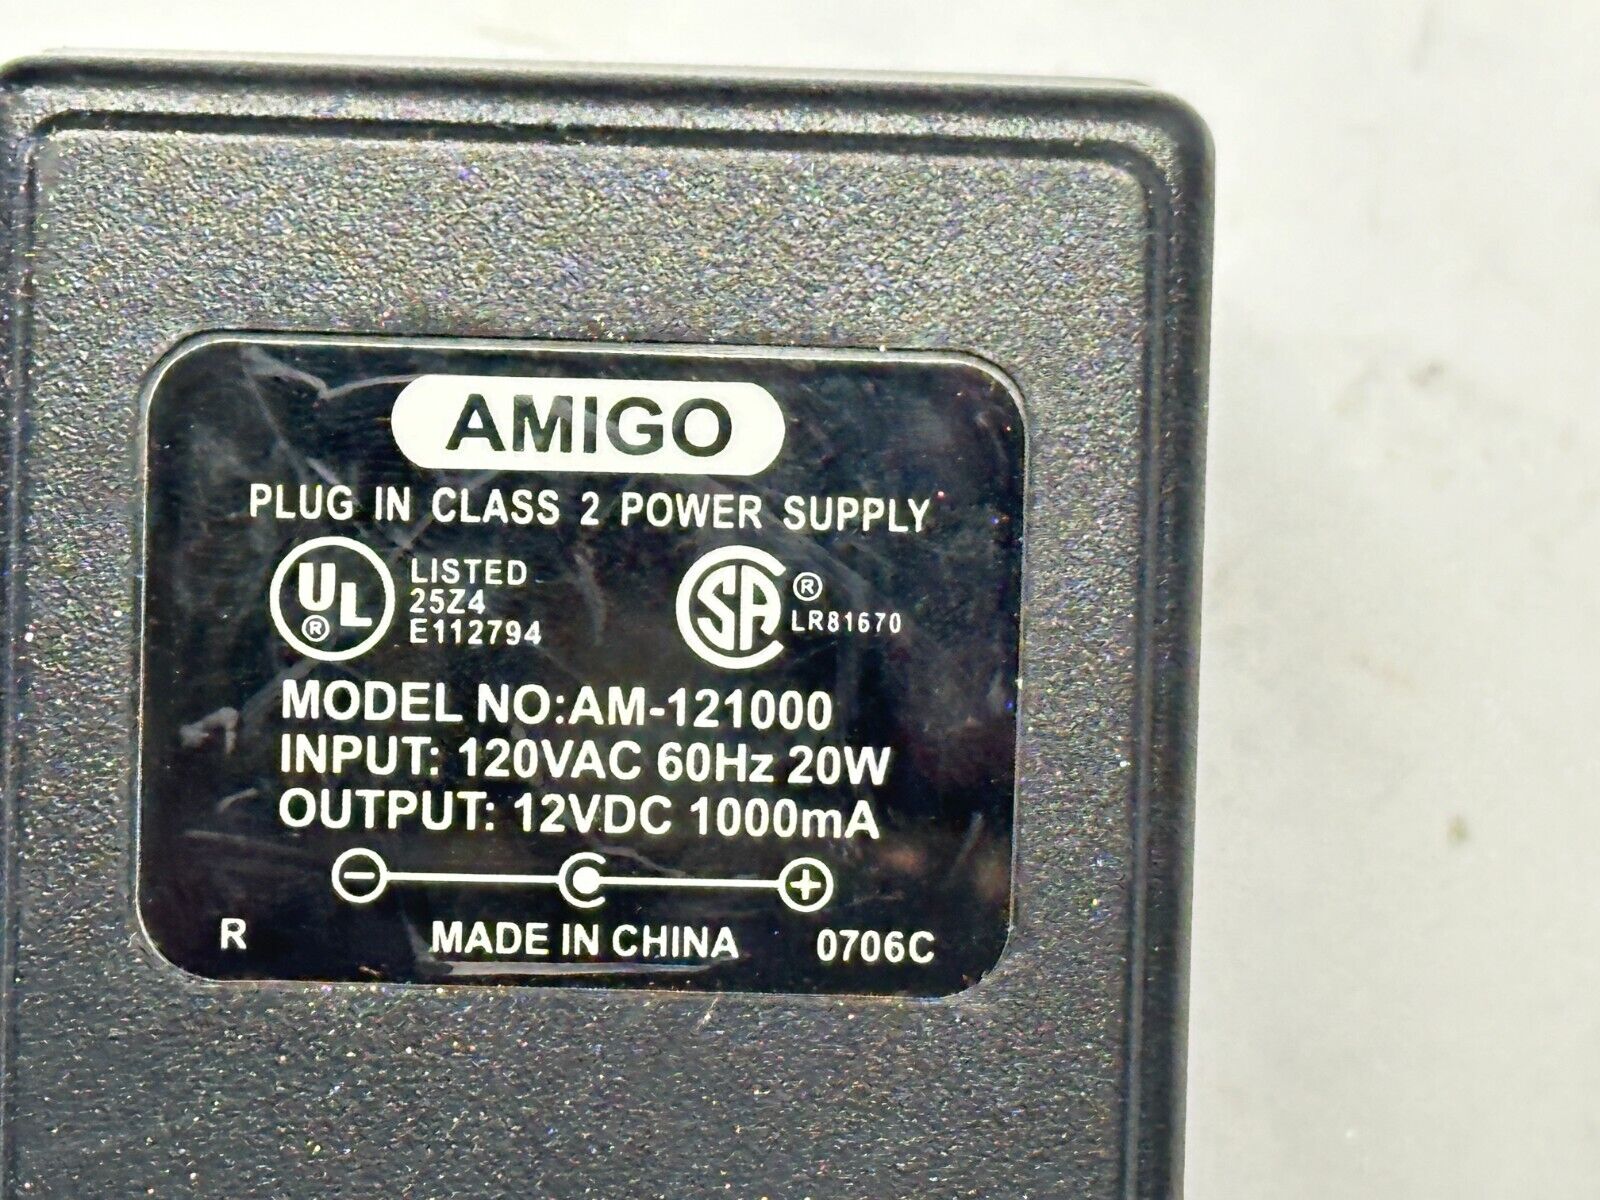 AMIGO
PLUG IN CLASS 2 POWER SUPPLY
UL ® LISTED
25Z4
E112794
SA ®
LR81670
MODEL NO:AM-121000
INPUT: 120VAC 60Hz 20W
OUTPUT: 12VDC 1000mA
R MADE IN CHINA 0706C